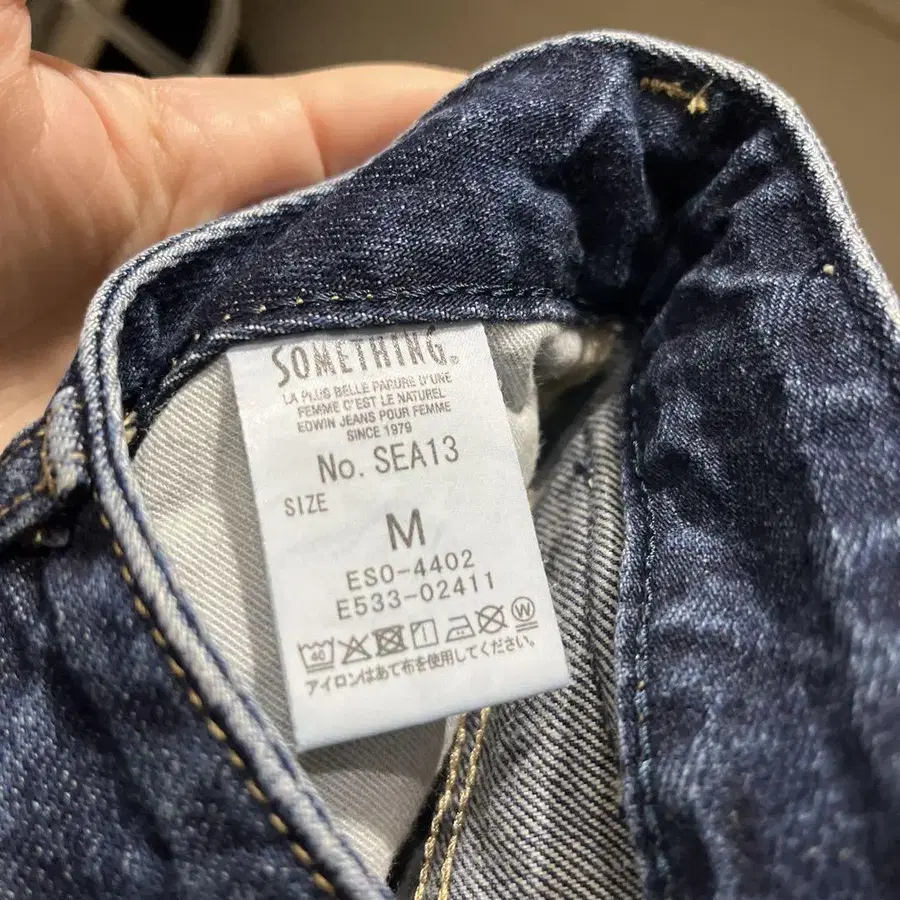 SOMETHING®
LA PLUS BELLE PARURE D'UNE
FEMME C'EST LE NATUREL
EDWIN JEANS POUR FEMME
SINCE 1979
No. SEA13
SIZE
M
ESO-4402
E533-02411
40 W
アイロンはあて布を使用してください。